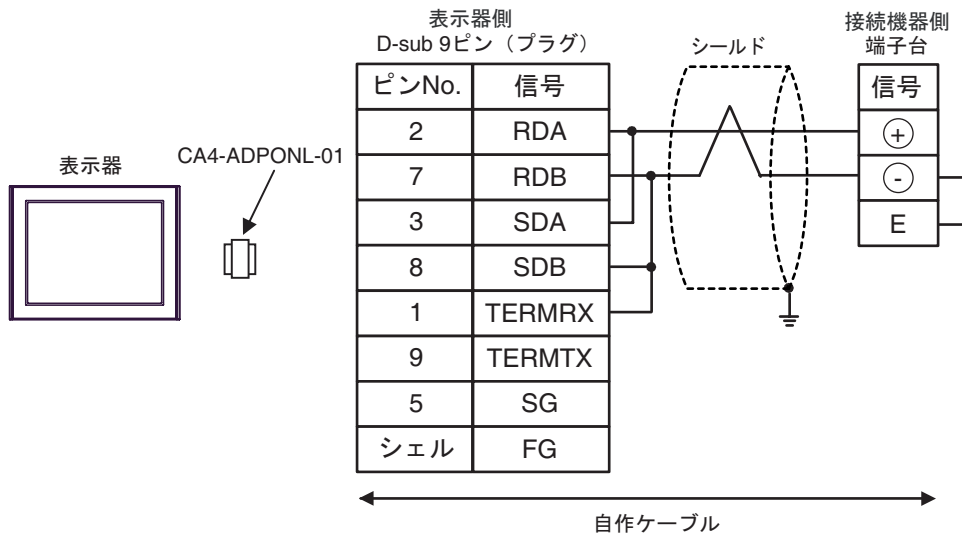 表示器側
D-sub 9ピン（プラグ）
シールド
接続機器側
端子台
表示器
CA4-ADPONL-01
ピンNo. 信号
2 RDA
7 RDB
3 SDA
8 SDB
1 TERMRX
9 TERMTX
5 SG
シェル FG
信号
+
-
E
自作ケーブル